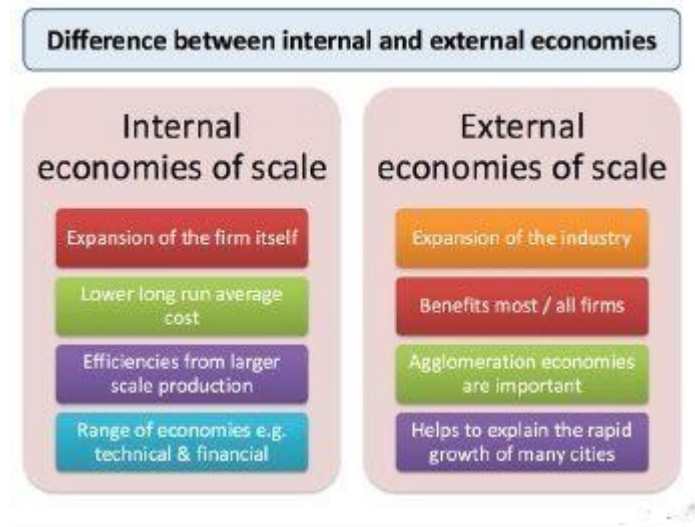 Difference between internal and external economies
Internal
economies of scale
Expansion of the firm itself
Lower long run average
cost
Efficiencies from larger
scale production
Range of economies e.g.
technical & financial
External
economies of scale
Expansion of the industry
Benefits most / all firms
Agglomeration economies
are important
Helps to explain the rapid
growth of many cities